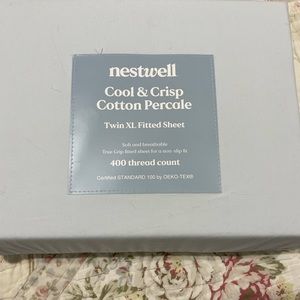 nestwell
Cool & Crisp
Cotton Percale
Twin XL Fitted Sheet
Soft and breathable
True Grip fitted sheet for a non-slip fit
400 thread count
Certified STANDARD 100 by OEKO-TEX®